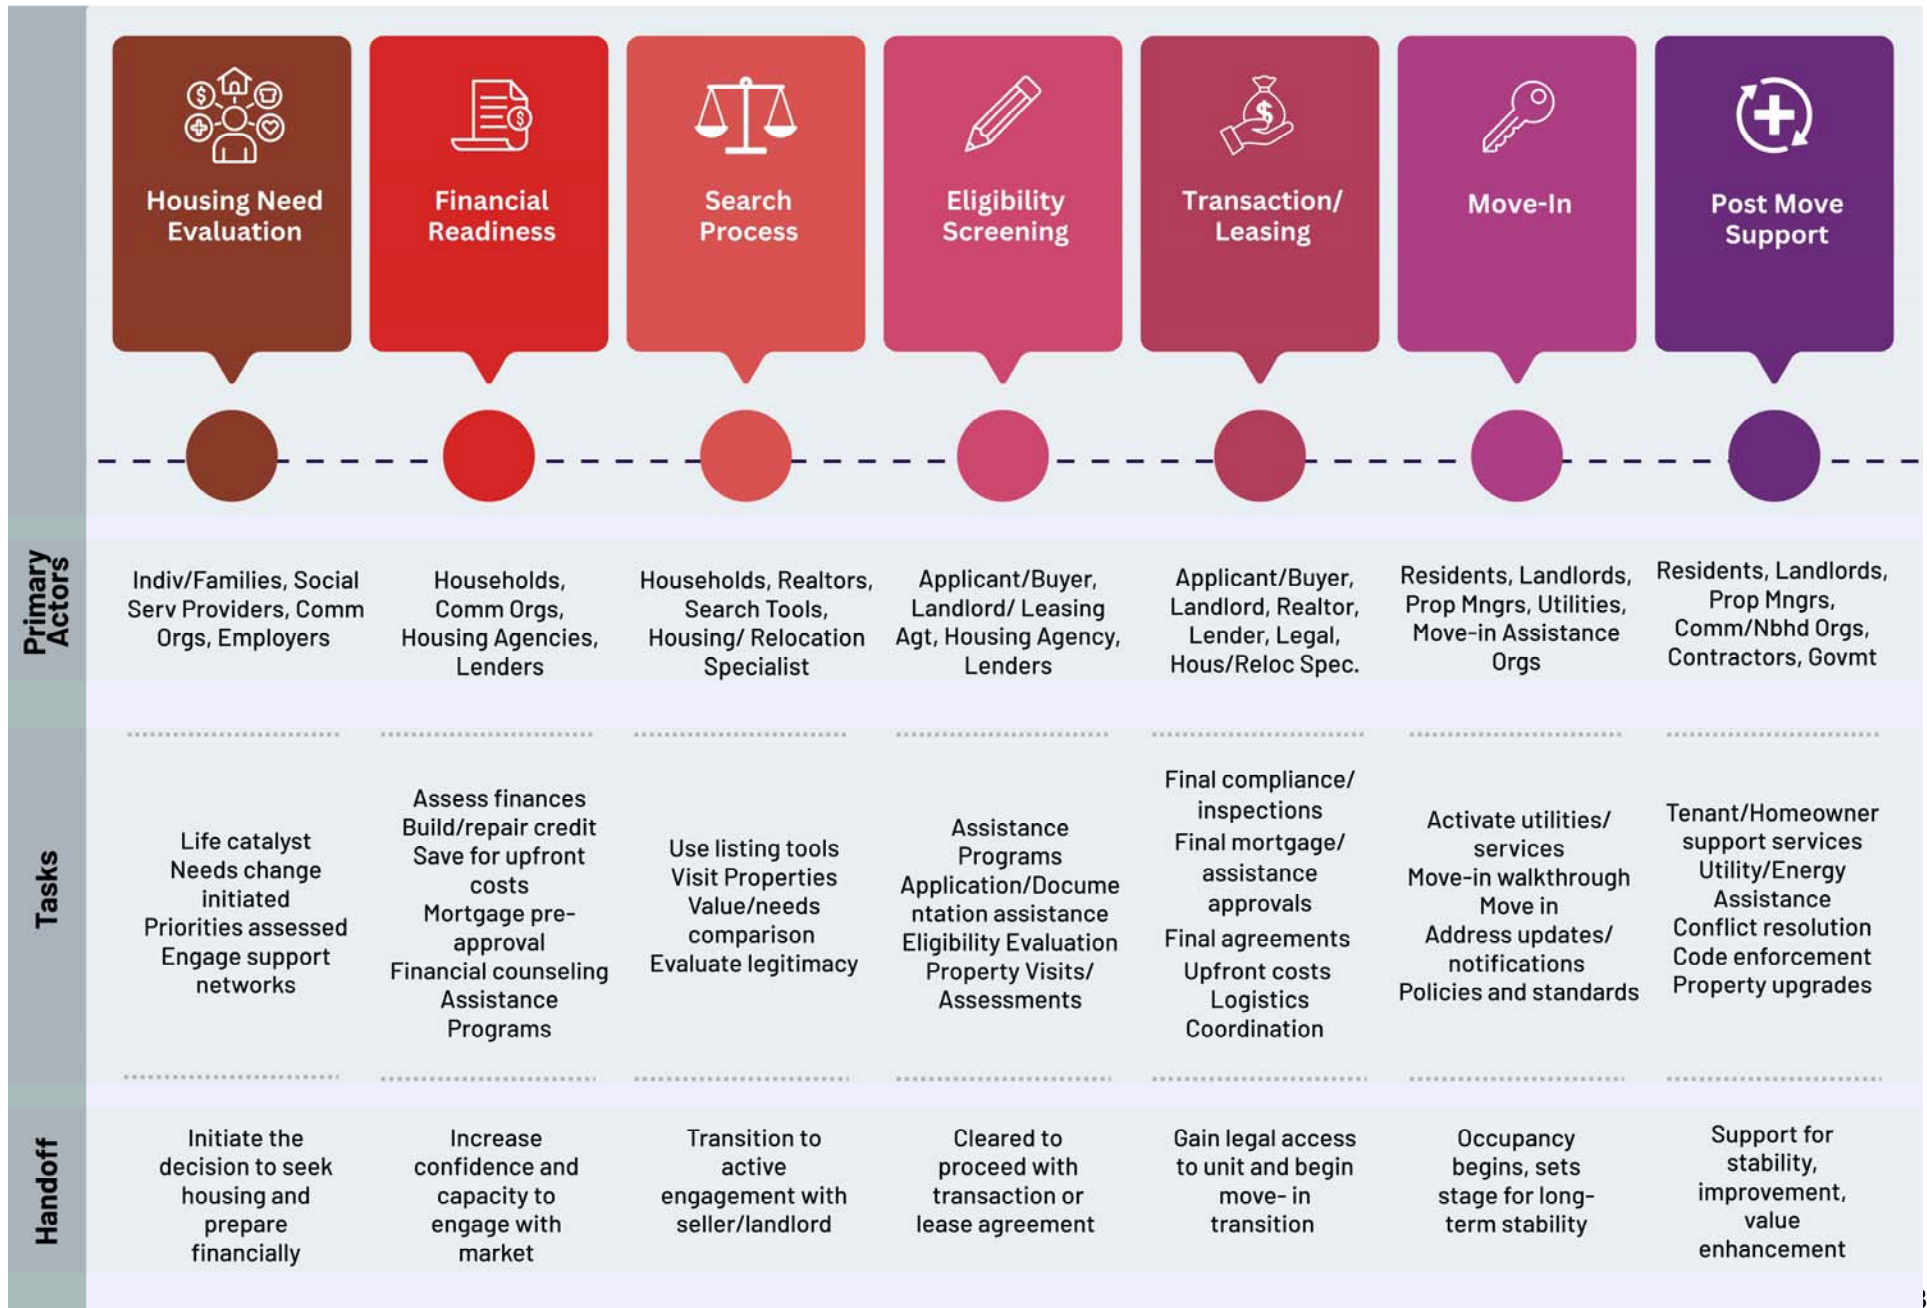 Housing Need
Evaluation
Financial
Readiness
Search
Process
Eligibility
Screening
Transaction/
Leasing
Move-In
Post Move
Support
Primary
Actors
Indiv/Families, Social
Serv Providers, Comm
Orgs, Employers
Households,
Comm Orgs,
Housing Agencies,
Lenders
Households, Realtors,
Search Tools,
Housing/ Relocation
Specialist
Applicant/Buyer,
Landlord/ Leasing
Agt, Housing Agency,
Lenders
Applicant/Buyer,
Landlord, Realtor,
Lender, Legal,
Hous/Reloc Spec.
Residents, Landlords,
Prop Mngrs, Utilities,
Move-in Assistance
Orgs
Residents, Landlords,
Prop Mngrs,
Comm/Nbhd Orgs,
Contractors, Govmt
Tasks
Life catalyst
Needs change
initiated
Priorities assessed
Engage support
networks
Assess finances
Build/repair credit
Save for upfront
costs
Mortgage pre-
approval
Financial counseling
Assistance
Programs
Use listing tools
Visit Properties
Value/needs
comparison
Evaluate legitimacy
Assistance
Programs
Application/Docume
ntation assistance
Eligibility Evaluation
Property Visits/
Assessments
Final compliance/
inspections
Final mortgage/
assistance
approvals
Final agreements
Upfront costs
Logistics
Coordination
Activate utilities/
services
Move-in walkthrough
Move in
Address updates/
notifications
Policies and standards
Tenant/Homeowner
support services
Utility/Energy
Assistance
Conflict resolution
Code enforcement
Property upgrades
Handoff
Initiate the
decision to seek
housing and
prepare
financially
Increase
confidence and
capacity to
engage with
market
Transition to
active
engagement with
seller/landlord
Cleared to
proceed with
transaction or
lease agreement
Gain legal access
to unit and begin
move- in
transition
Occupancy
begins, sets
stage for long-
term stability
Support for
stability,
improvement,
value
enhancement